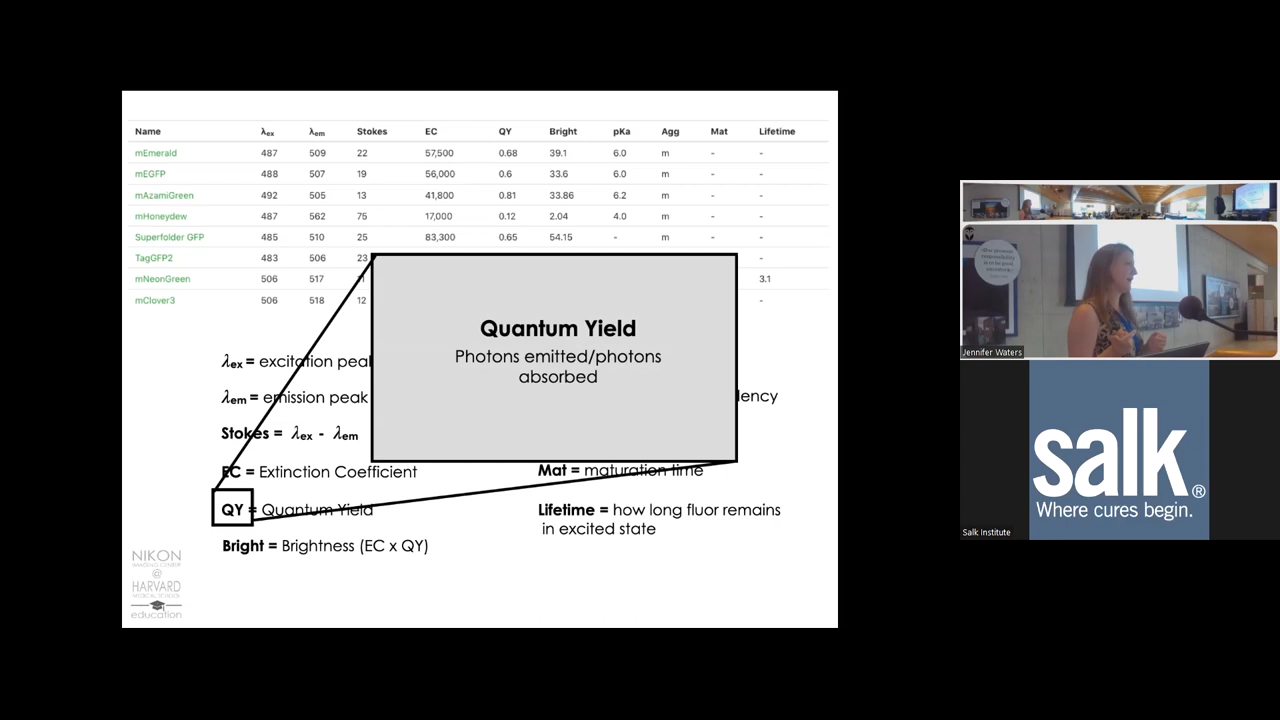 Name λex λem Stokes EC QY Bright pKa Agg Mat Lifetime
mEmerald 487 509 22 57,500 0.68 39.1 6.0 m - -
mEGFP 488 507 19 56,000 0.6 33.6 6.0 m - -
mAzamiGreen 492 505 13 41,800 0.81 33.86 6.2 m - -
mHoneydew 487 562 75 17,000 0.12 2.04 4.0 m - -
Superfolder GFP 485 510 25 83,300 0.65 54.15 - m - -
TagGFP2 483 506 23 -
mNeonGreen 506 517 3.1
mClover3 506 518 12 -
Quantum Yield
Photons emitted/photons
absorbed
λex = excitation peak
λem = emission peak
Stokes = λex - λem
EC = Extinction Coefficient
QY = Quantum Yield
Bright = Brightness (EC x QY)
Mat = maturation time
Lifetime = how long fluor remains
in excited state
NIKON
IMAGING CENTER
@
HARVARD
MEDICAL SCHOOL
education
Jennifer Waters
salk®
Where cures begin.
Salk Institute